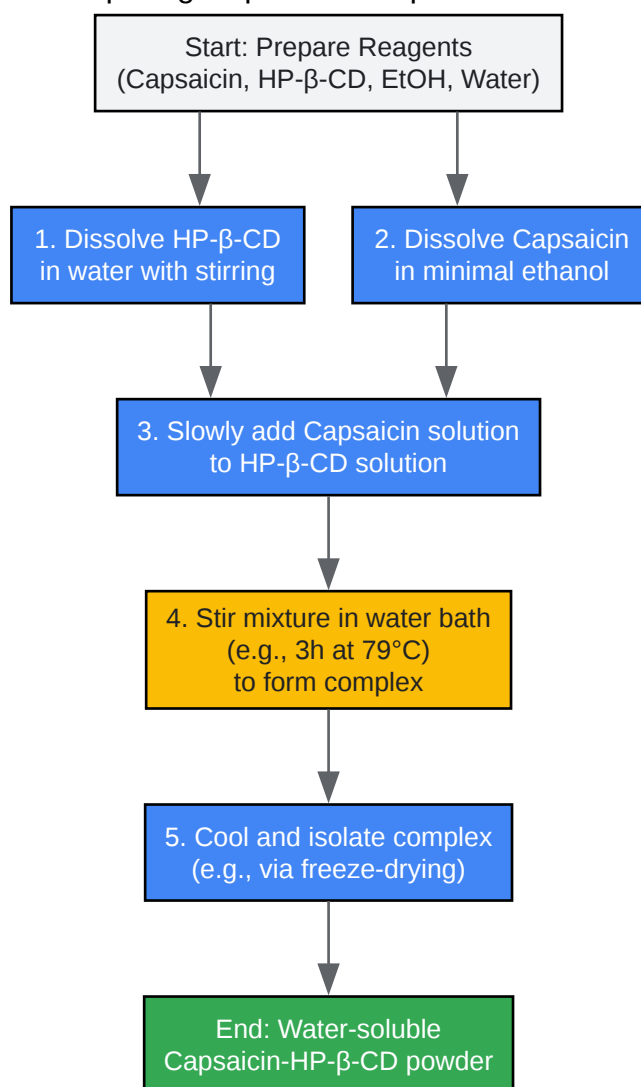 Start: Prepare Reagents
(Capsaicin, HP-β-CD, EtOH, Water)
1. Dissolve HP-β-CD
in water with stirring
2. Dissolve Capsaicin
in minimal ethanol
3. Slowly add Capsaicin solution
to HP-β-CD solution
4. Stir mixture in water bath
(e.g., 3h at 79°C)
to form complex
5. Cool and isolate complex
(e.g., via freeze-drying)
End: Water-soluble
Capsaicin-HP-β-CD powder